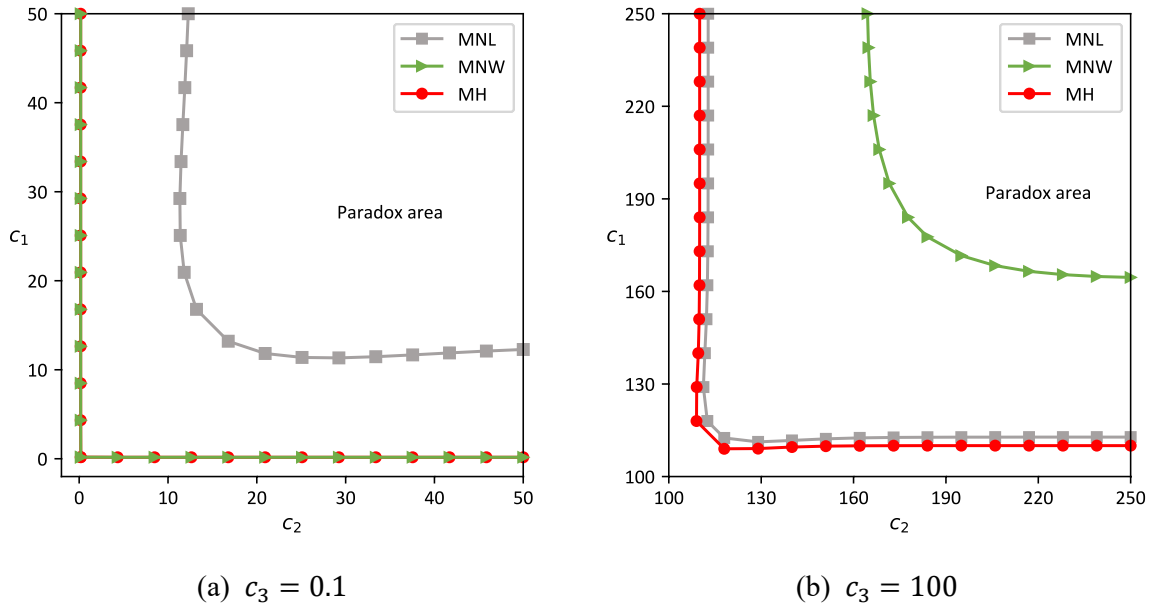 50
40
30
20
10
0
c₁
MNL
MNW
MH
Paradox area
0 10 20 30 40 50
c₂
250
220
190
160
130
100
c₁
MNL
MNW
MH
Paradox area
100 130 160 190 220 250
c₂
(a) c₃ = 0.1
(b) c₃ = 100